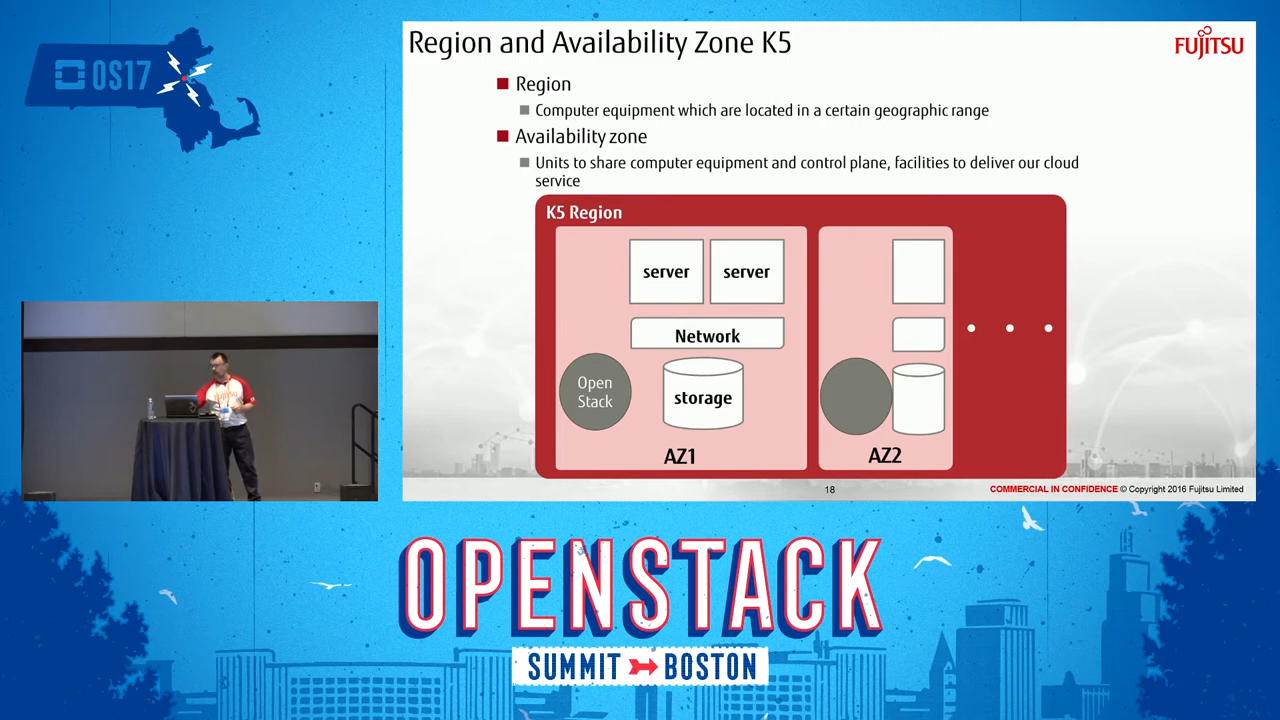 OS17
Region and Availability Zone K5
FUJITSU
Region
Computer equipment which are located in a certain geographic range
Availability zone
Units to share computer equipment and control plane, facilities to deliver our cloud
service
K5 Region
server
server
Network
Open
Stack
storage
AZ1
AZ2
18
COMMERCIAL IN CONFIDENCE © Copyright 2016 Fujitsu Limited
OPENSTACK
SUMMIT BOSTON